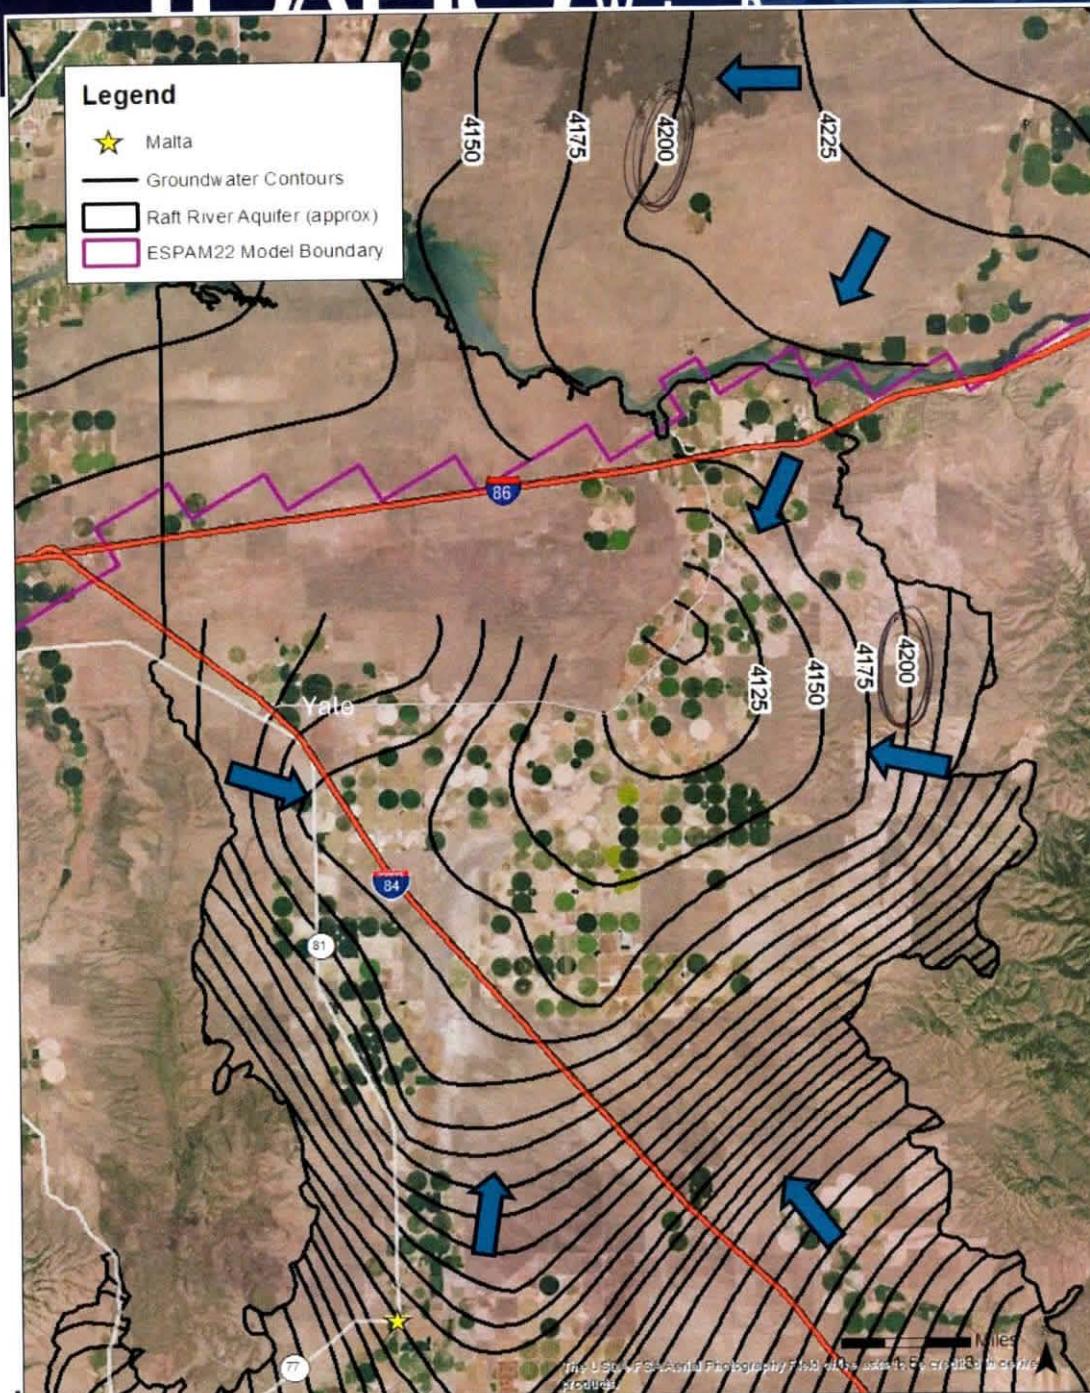 Legend
Malta
Groundwater Contours
Raft River Aquifer (approx)
ESPAM22 Model Boundary
4150
4175
4200
4225
86
4125
4150
4175
4200
Yale
84
81
77
Miles
products.